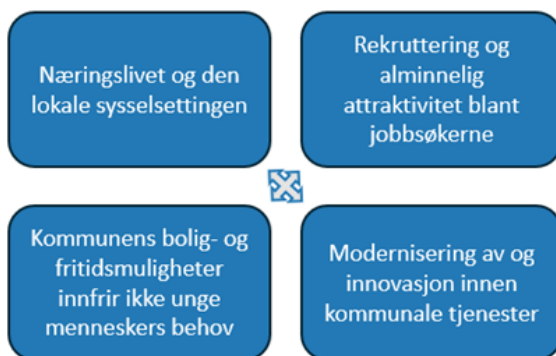 Næringslivet og den
lokale sysselsettingen
Rekruttering og
alminnelig
attraktivitet blant
jobbsøkerne
Kommunens bolig- og
fritidsmuligheter
innfrir ikke unge
menneskers behov
Modernisering av og
innovasjon innen
kommunale tjenester